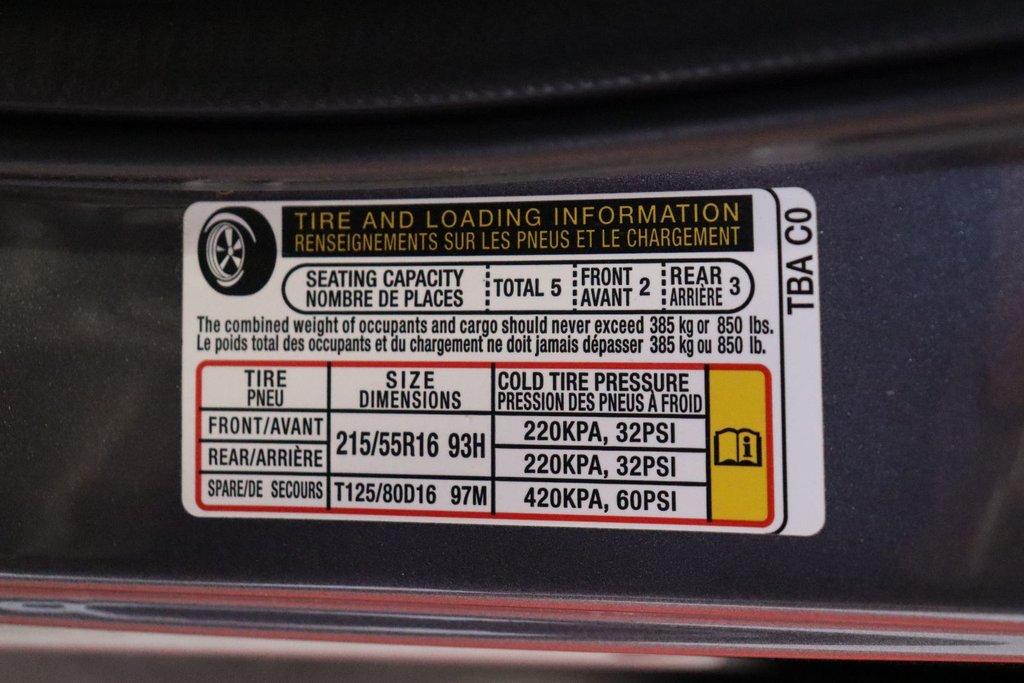 TIRE AND LOADING INFORMATION
RENSEIGNEMENTS SUR LES PNEUS ET LE CHARGEMENT
SEATING CAPACITY
NOMBRE DE PLACES
TOTAL 5
FRONT
AVANT 2
REAR
ARRIÈRE 3
The combined weight of occupants and cargo should never exceed 385 kg or 850 lbs.
Le poids total des occupants et du chargement ne doit jamais dépasser 385 kg ou 850 lb.
TIRE
PNEU
SIZE
DIMENSIONS
COLD TIRE PRESSURE
PRESSION DES PNEUS À FROID
FRONT/AVANT
215/55R16 93H
220KPA, 32PSI
REAR/ARRIÈRE
220KPA, 32PSI
SPARE/DE SECOURS
T125/80D16 97M
420KPA, 60PSI
TBA C0